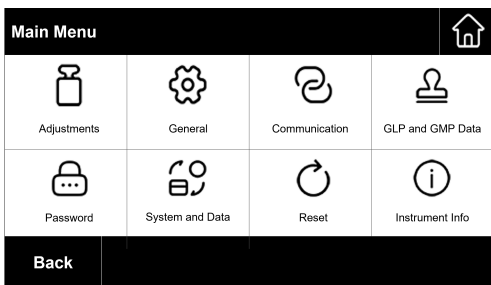 Main Menu
Adjustments
General
Communication
GLP and GMP Data
Password
System and Data
Reset
Instrument Info
Back